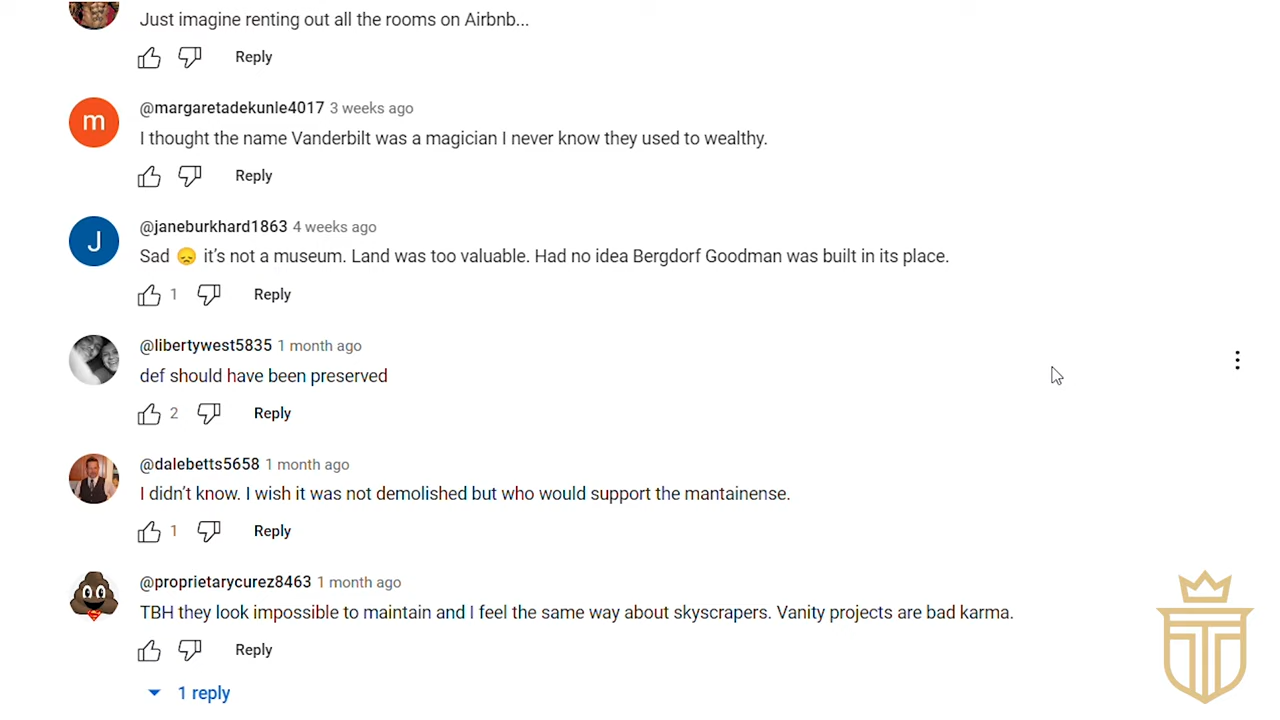 Just imagine renting out all the rooms on Airbnb...
Reply
@margaretadekunle4017 3 weeks ago
I thought the name Vanderbilt was a magician I never know they used to wealthy.
Reply
@janeburkhard1863 4 weeks ago
Sad 😞 it's not a museum. Land was too valuable. Had no idea Bergdorf Goodman was built in its place.
1 Reply
@libertywest5835 1 month ago
def should have been preserved
2 Reply
@dalebetts5658 1 month ago
I didn't know. I wish it was not demolished but who would support the mantainense.
1 Reply
@proprietarycurez8463 1 month ago
TBH they look impossible to maintain and I feel the same way about skyscrapers. Vanity projects are bad karma.
Reply
1 reply
m
J
T